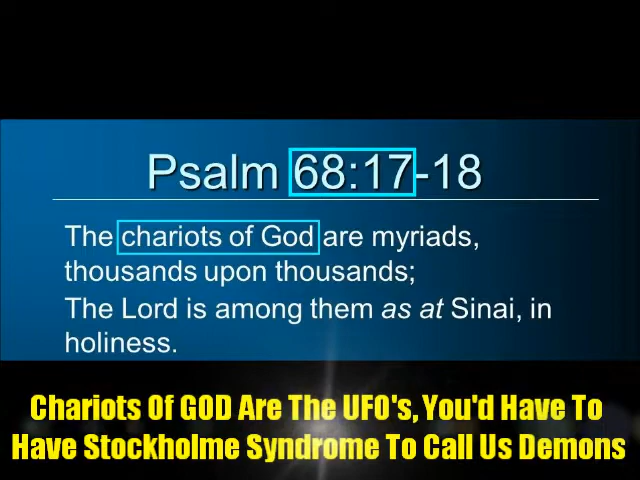 Psalm 68:17-18
The chariots of God are myriads,
thousands upon thousands;
The Lord is among them as at Sinai, in
holiness.
Chariots Of GOD Are The UFO's, You'd Have To
Have Stockholme Syndrome To Call Us Demons